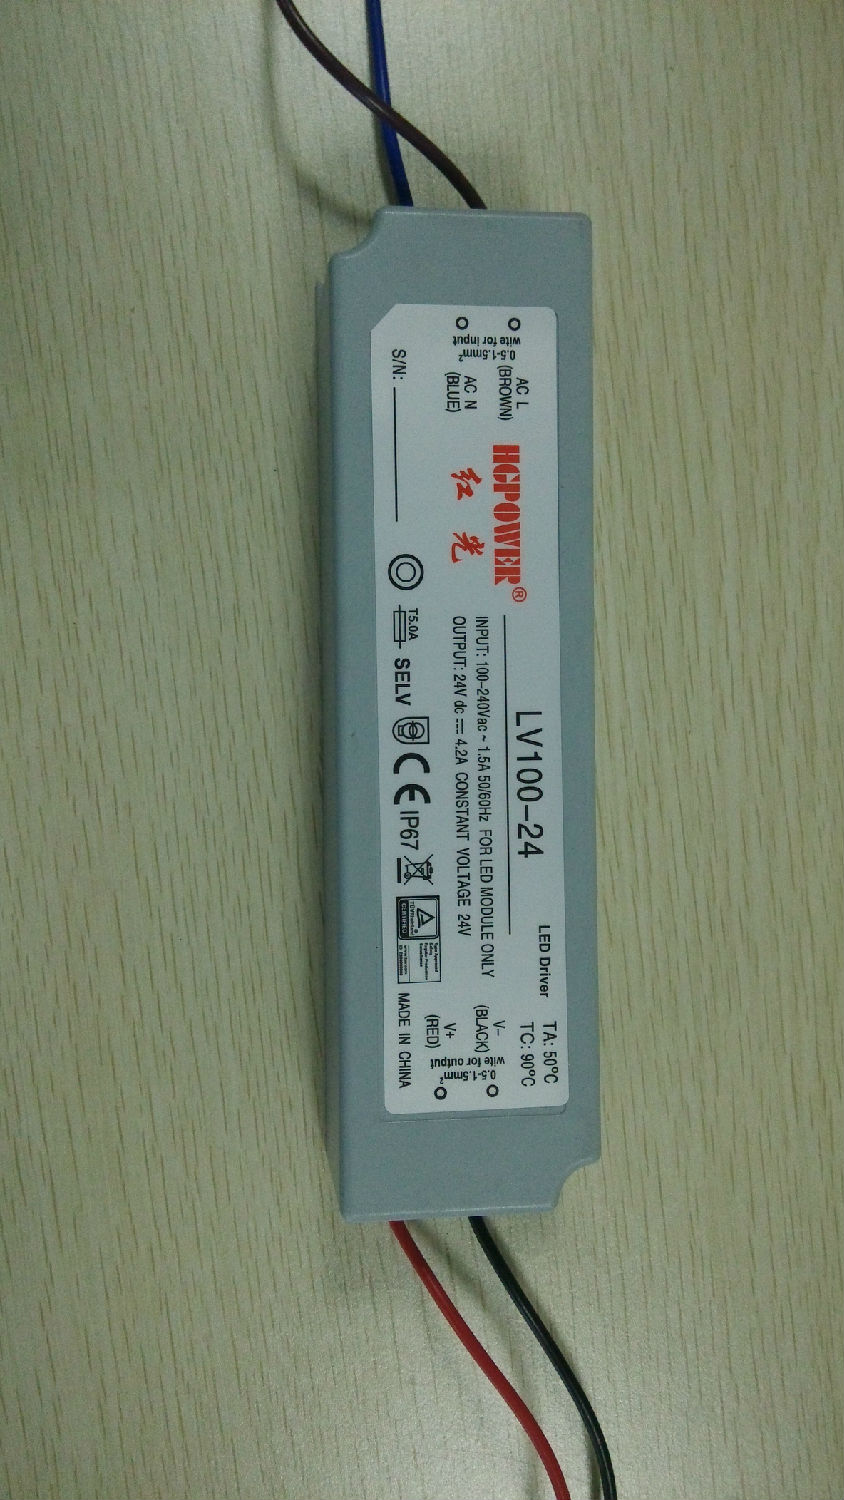 AC L
(BROWN)
AC N
(BLUE)
0.5-1.5mm²
wite for input
HGPOWER®
红光
LV100-24
INPUT: 100-240Vac ~ 1.5A 50/60Hz FOR LED MODULE ONLY
OUTPUT: 24V dc ⎓ 4.2A CONSTANT VOLTAGE 24V
LED Driver
TA: 50°C
TC: 90°C
V-
(BLACK)
V+
(RED)
0.5-1.5mm²
wite for output
S/N:
T5.0A
SELV
CE
IP67
MADE IN CHINA